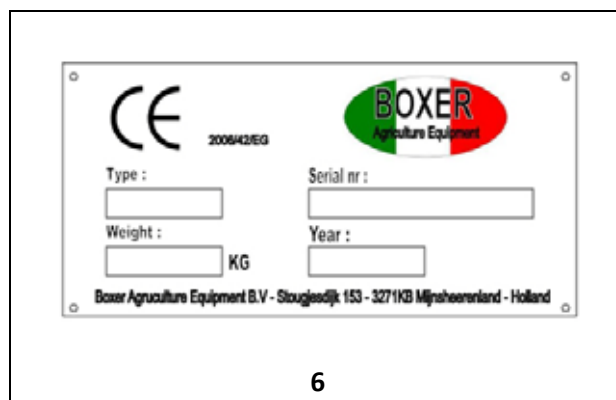 CE 2006/42/EG
BOXER
Agriculture Equipment
Type : Serial nr :
Weight : Year :
KG
Boxer Agruculture Equipment B.V - Stougjesdijk 153 - 3271KB Mijnsheerenland - Holland
6